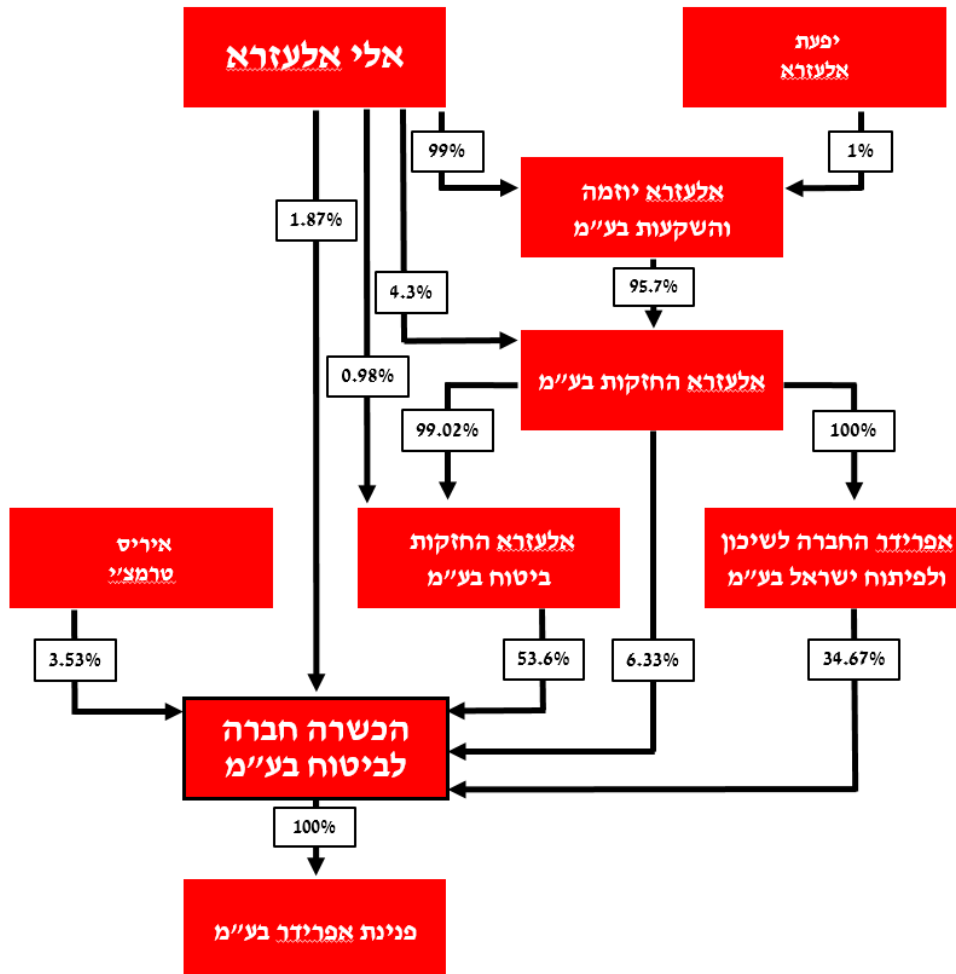 אלי אלעזרא
יפעת
אלעזרא
99%
1%
אלעזרא יוזמה
והשקעות בע"מ
1.87%
4.3%
95.7%
0.98%
אלעזרא החזקות בע"מ
99.02%
100%
איריס
טרמצ'י
אלעזרא החזקות
ביטוח בע"מ
אפרידר החברה לשיכון
ולפיתוח ישראל בע"מ
3.53%
53.6%
6.33%
34.67%
הכשרה חברה
לביטוח בע"מ
100%
פנינת אפרידר בע"מ